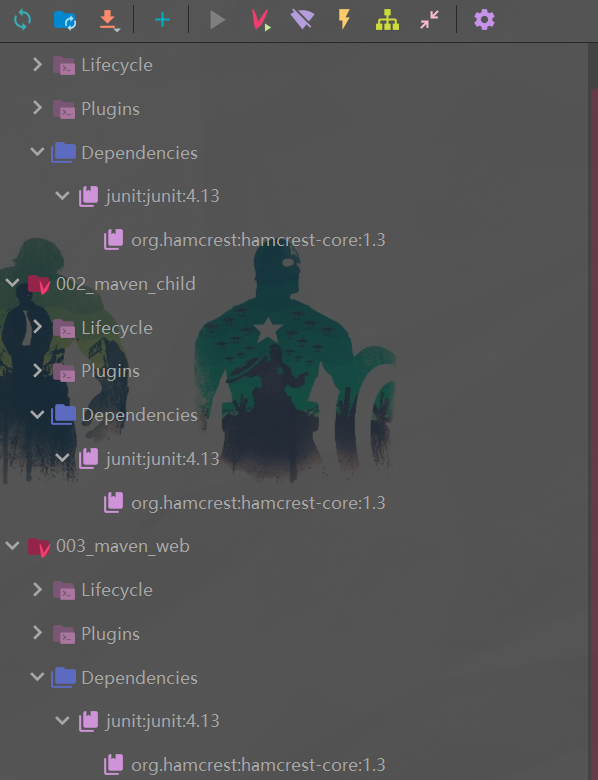 Lifecycle
Plugins
Dependencies
junit:junit:4.13
org.hamcrest:hamcrest-core:1.3
002_maven_child
Lifecycle
Plugins
Dependencies
junit:junit:4.13
org.hamcrest:hamcrest-core:1.3
003_maven_web
Lifecycle
Plugins
Dependencies
junit:junit:4.13
org.hamcrest:hamcrest-core:1.3